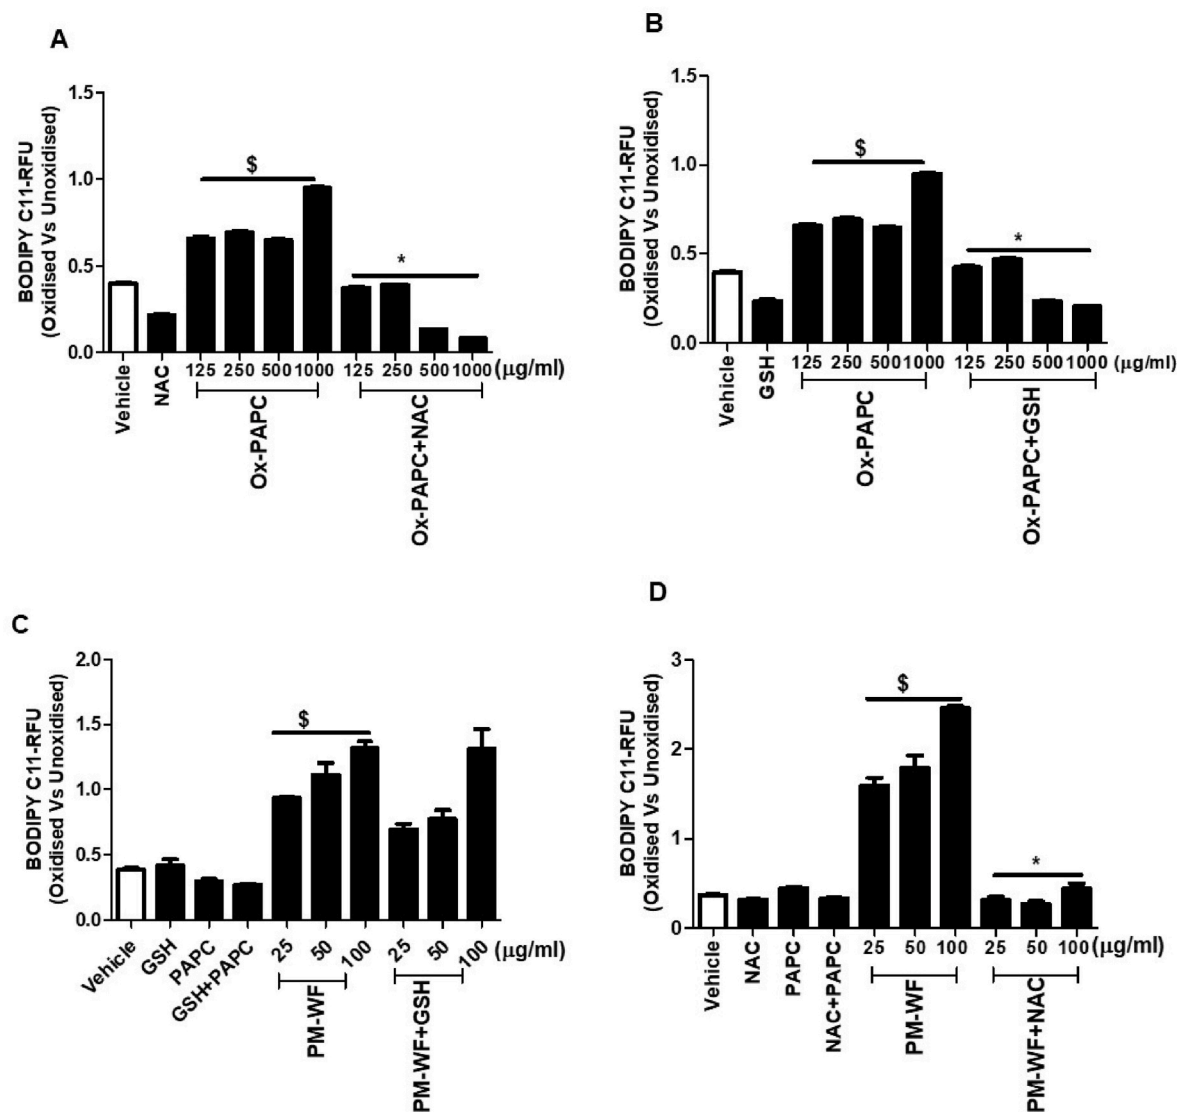 A
BODIPY C11-RFU
(Oxidised Vs Unoxidised)
1.5
1.0
0.5
0.0
$
*
125 250 500 1000 125 250 500 1000 (μg/ml)
Vehicle
NAC
Ox-PAPC
Ox-PAPC+NAC
B
BODIPY C11-RFU
(Oxidised Vs Unoxidised)
1.5
1.0
0.5
0.0
$
*
125 250 500 1000 125 250 500 1000 (μg/ml)
Vehicle
GSH
Ox-PAPC
Ox-PAPC+GSH
C
BODIPY C11-RFU
(Oxidised Vs Unoxidised)
2.0
1.5
1.0
0.5
0.0
$
Vehicle
GSH
PAPC
GSH+PAPC
25 50 100 25 50 100 (μg/ml)
PM-WF
PM-WF+GSH
D
BODIPY C11-RFU
(Oxidised Vs Unoxidised)
3
2
1
0
$
*
25 50 100 25 50 100 (μg/ml)
Vehicle
NAC
PAPC
NAC+PAPC
PM-WF
PM-WF+NAC